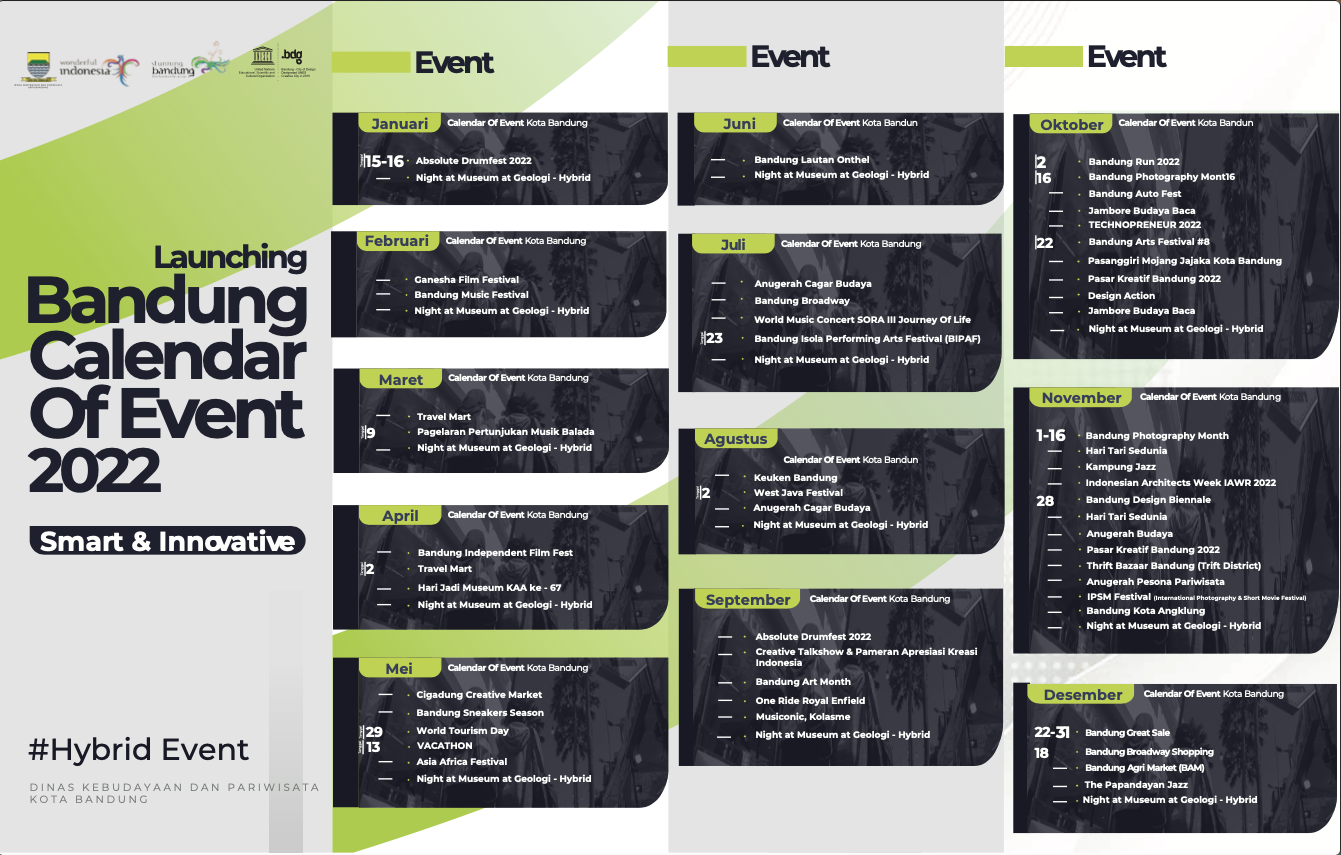 wonderful
indonesia
stunning
bandung
.bdg
Launching
Bandung
Calendar
Of Event
2022
Smart & Innovative
#Hybrid Event
DINAS KEBUDAYAAN DAN PARIWISATA
KOTA BANDUNG
Event
Januari
Calendar Of Event Kota Bandung
15-16 Absolute Drumfest 2022
— Night at Museum at Geologi - Hybrid
Februari
Calendar Of Event Kota Bandung
— Ganesha Film Festival
— Bandung Music Festival
— Night at Museum at Geologi - Hybrid
Maret
Calendar Of Event Kota Bandung
— Travel Mart
9 Pagelaran Pertunjukan Musik Balada
— Night at Museum at Geologi - Hybrid
April
Calendar Of Event Kota Bandung
— Bandung Independent Film Fest
2 Travel Mart
— Hari Jadi Museum KAA ke - 67
— Night at Museum at Geologi - Hybrid
Mei
Calendar Of Event Kota Bandung
— Cigadung Creative Market
— Bandung Sneakers Season
29 World Tourism Day
13 VACATHON
— Asia Africa Festival
— Night at Museum at Geologi - Hybrid
Event
Juni
Calendar Of Event Kota Bandun
— Bandung Lautan Onthel
— Night at Museum at Geologi - Hybrid
Juli
Calendar Of Event Kota Bandung
— Anugerah Cagar Budaya
— Bandung Broadway
— World Music Concert SORA III Journey Of Life
23 Bandung Isola Performing Arts Festival (BIPAF)
— Night at Museum at Geologi - Hybrid
Agustus
Calendar Of Event Kota Bandun
— Keuken Bandung
2 West Java Festival
— Anugerah Cagar Budaya
— Night at Museum at Geologi - Hybrid
September
Calendar Of Event Kota Bandung
— Absolute Drumfest 2022
— Creative Talkshow & Pameran Apresiasi Kreasi
Indonesia
— Bandung Art Month
— One Ride Royal Enfield
— Musiconic, Kolasme
— Night at Museum at Geologi - Hybrid
Event
Oktober
Calendar Of Event Kota Bandun
2 Bandung Run 2022
16 Bandung Photography Mont16
— Bandung Auto Fest
— Jambore Budaya Baca
— TECHNOPRENEUR 2022
22 Bandung Arts Festival #8
— Pasanggiri Mojang Jajaka Kota Bandung
— Pasar Kreatif Bandung 2022
— Design Action
— Jambore Budaya Baca
— Night at Museum at Geologi - Hybrid
November
Calendar Of Event Kota Bandung
1-16 Bandung Photography Month
— Hari Tari Sedunia
— Kampung Jazz
— Indonesian Architects Week IAWR 2022
28 Bandung Design Biennale
— Hari Tari Sedunia
— Anugerah Budaya
— Pasar Kreatif Bandung 2022
— Thrift Bazaar Bandung (Trift District)
— Anugerah Pesona Pariwisata
— IPSM Festival (International Photography & Short Movie Festival)
— Bandung Kota Angklung
— Night at Museum at Geologi - Hybrid
Desember
Calendar Of Event Kota Bandung
22-31 Bandung Great Sale
18 Bandung Broadway Shopping
— Bandung Agri Market (BAM)
— The Papandayan Jazz
— Night at Museum at Geologi - Hybrid